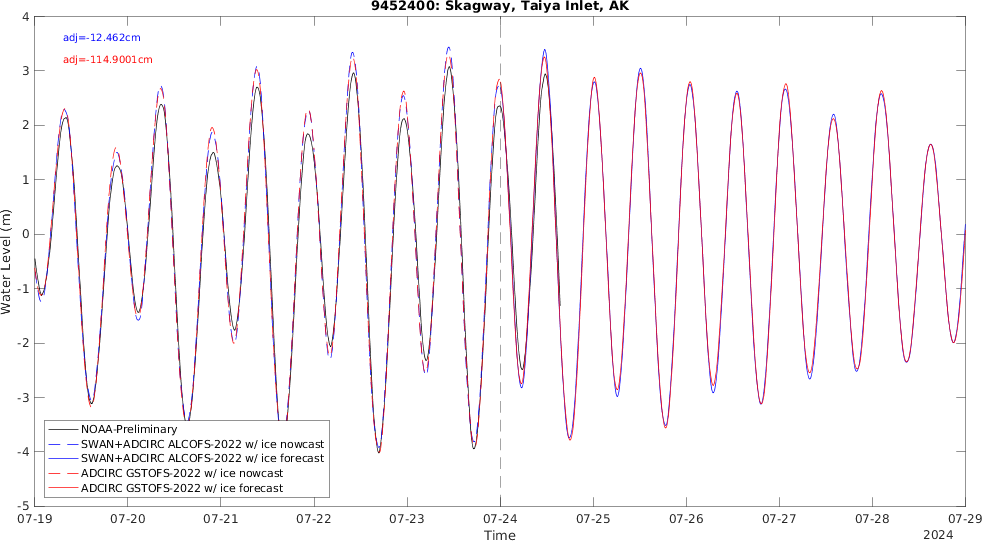 9452400: Skagway, Taiya Inlet, AK
adj=-12.462cm
adj=-114.9001cm
4
3
2
1
0
-1
-2
-3
-4
-5
Water Level (m)
NOAA-Preliminary
SWAN+ADCIRC ALCOFS-2022 w/ ice nowcast
SWAN+ADCIRC ALCOFS-2022 w/ ice forecast
ADCIRC GSTOFS-2022 w/ ice nowcast
ADCIRC GSTOFS-2022 w/ ice forecast
07-19 07-20 07-21 07-22 07-23 07-24 07-25 07-26 07-27 07-28 07-29
Time
2024